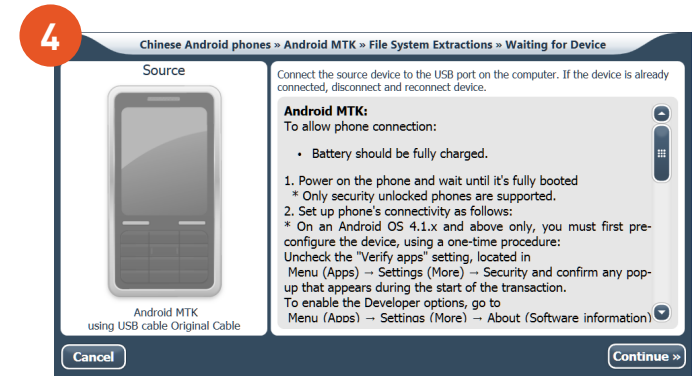 4
Chinese Android phones » Android MTK » File System Extractions » Waiting for Device
Source
Android MTK
using USB cable Original Cable
Connect the source device to the USB port on the computer. If the device is already
connected, disconnect and reconnect device.
Android MTK:
To allow phone connection:
• Battery should be fully charged.
1. Power on the phone and wait until it's fully booted
* Only security unlocked phones are supported.
2. Set up phone's connectivity as follows:
* On an Android OS 4.1.x and above only, you must first pre-
configure the device, using a one-time procedure:
Uncheck the "Verify apps" setting, located in
Menu (Apps) → Settings (More) → Security and confirm any pop-
up that appears during the start of the transaction.
To enable the Developer options, go to
Menu (Apps) → Settings (More) → About (Software information)
Cancel
Continue »